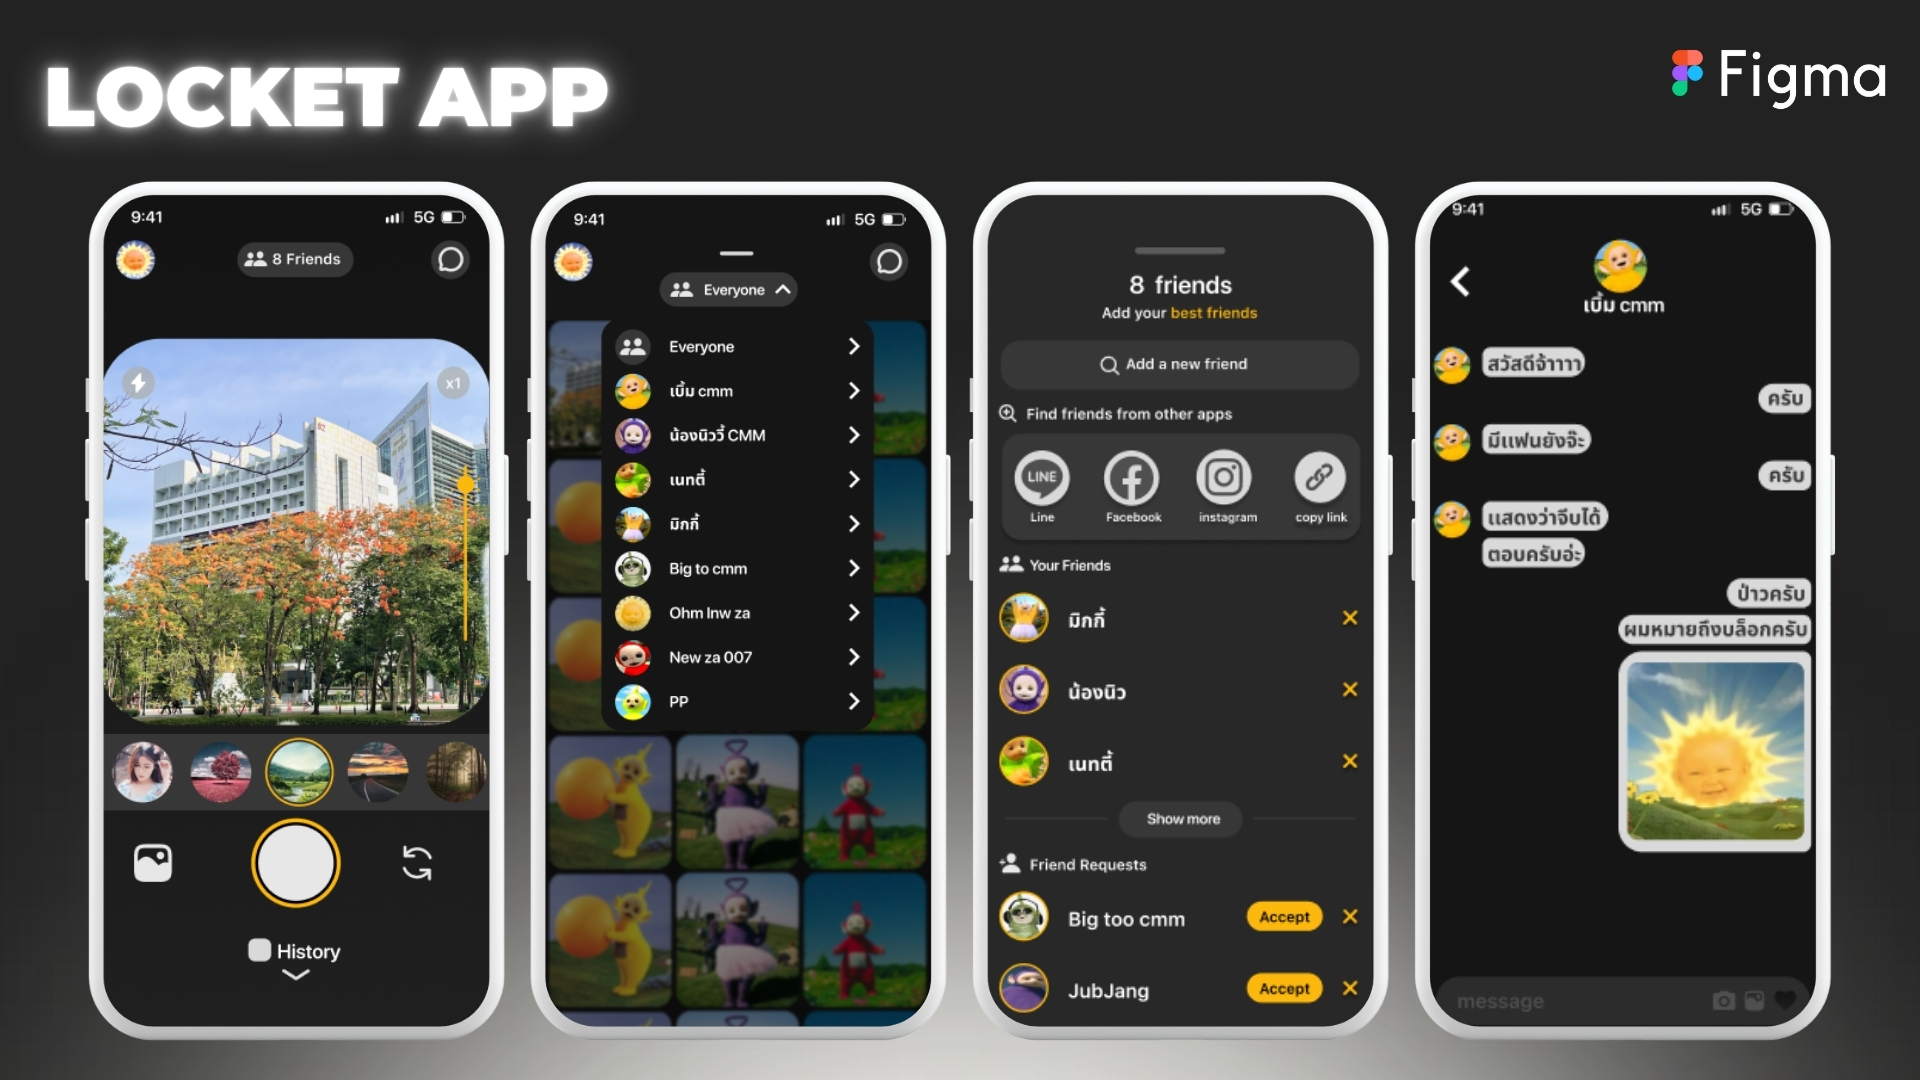 LOCKET APP
Figma
9:41
5G
8 Friends
x1
History
9:41
5G
Everyone
Everyone
เบิ้ม cmm
น้องนิววี้ CMM
เนทตี้
มิกกี้
Big to cmm
Ohm lnw za
New za 007
PP
8 friends
Add your best friends
Add a new friend
Find friends from other apps
LINE
Line
Facebook
instagram
copy link
Your Friends
มิกกี้
น้องนิว
เนทตี้
Show more
Friend Requests
Big too cmm
Accept
JubJang
Accept
9:41
5G
เบิ้ม cmm
สวัสดีจ้าาาา
ครับ
มีแฟนยังจ๊ะ
ครับ
แสดงว่าจีบได้
ตอบครับอ่ะ
ป่าวครับ
ผมหมายถึงบล็อกครับ
message